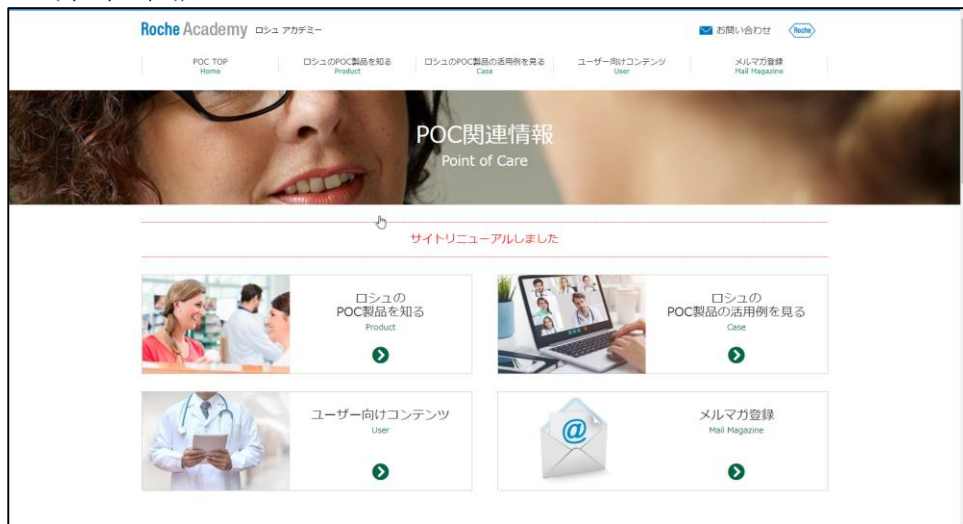 Roche Academy ロシュ アカデミー
お問い合わせ
Roche
POC TOP
Home
ロシュのPOC製品を知る
Product
ロシュのPOC製品の活用例を見る
Case
ユーザー向けコンテンツ
User
メルマガ登録
Mail Magazine
POC関連情報
Point of Care
サイトリニューアルしました
ロシュの
POC製品を知る
Product
ロシュの
POC製品の活用例を見る
Case
ユーザー向けコンテンツ
User
@
メルマガ登録
Mail Magazine